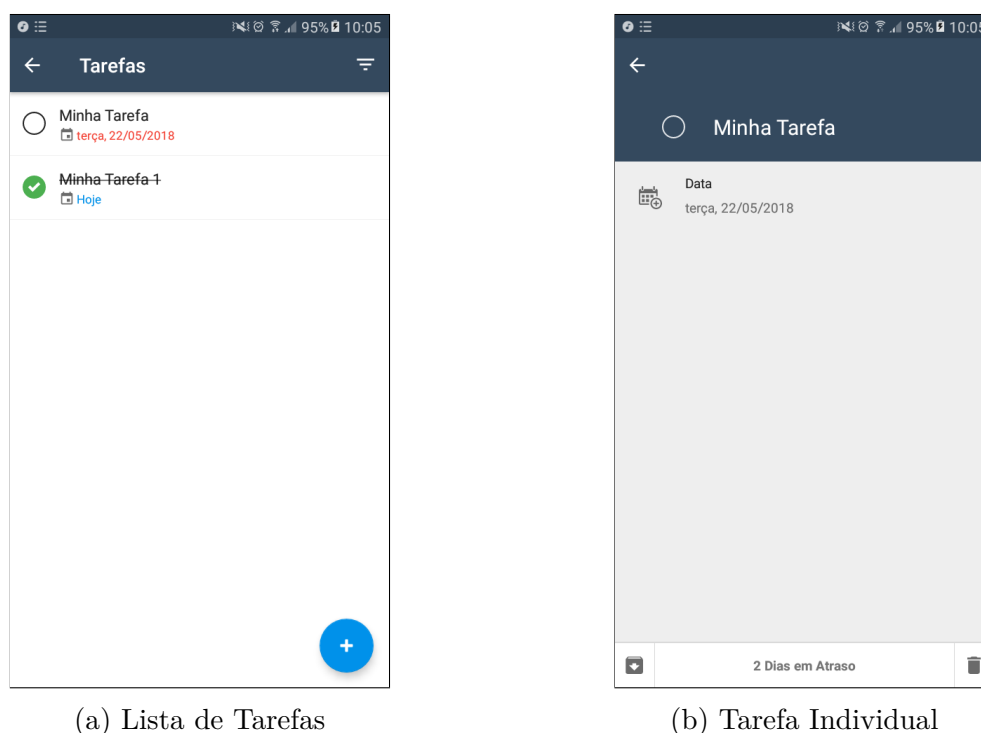 95% 10:05
Tarefas
Minha Tarefa
terça, 22/05/2018
Minha Tarefa 1
Hoje
(a) Lista de Tarefas
95% 10:05
Minha Tarefa
Data
terça, 22/05/2018
2 Dias em Atraso
(b) Tarefa Individual